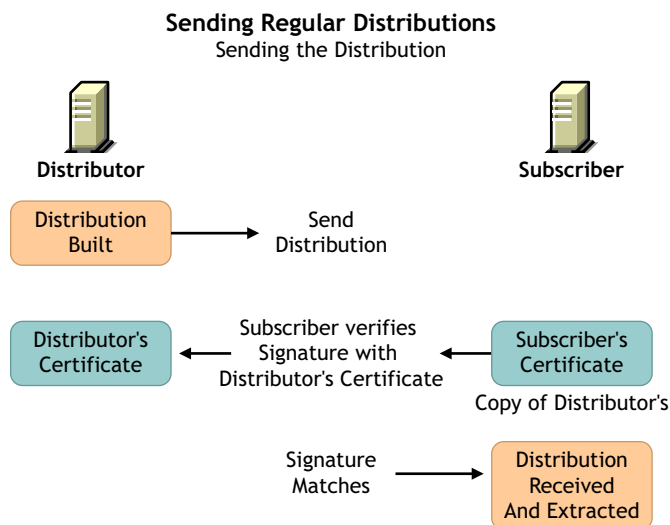 Sending Regular Distributions
Sending the Distribution
Distributor
Subscriber
Distribution
Built
Send
Distribution
Distributor's
Certificate
Subscriber verifies
Signature with
Distributor's Certificate
Subscriber's
Certificate
Copy of Distributor's
Signature
Matches
Distribution
Received
And Extracted